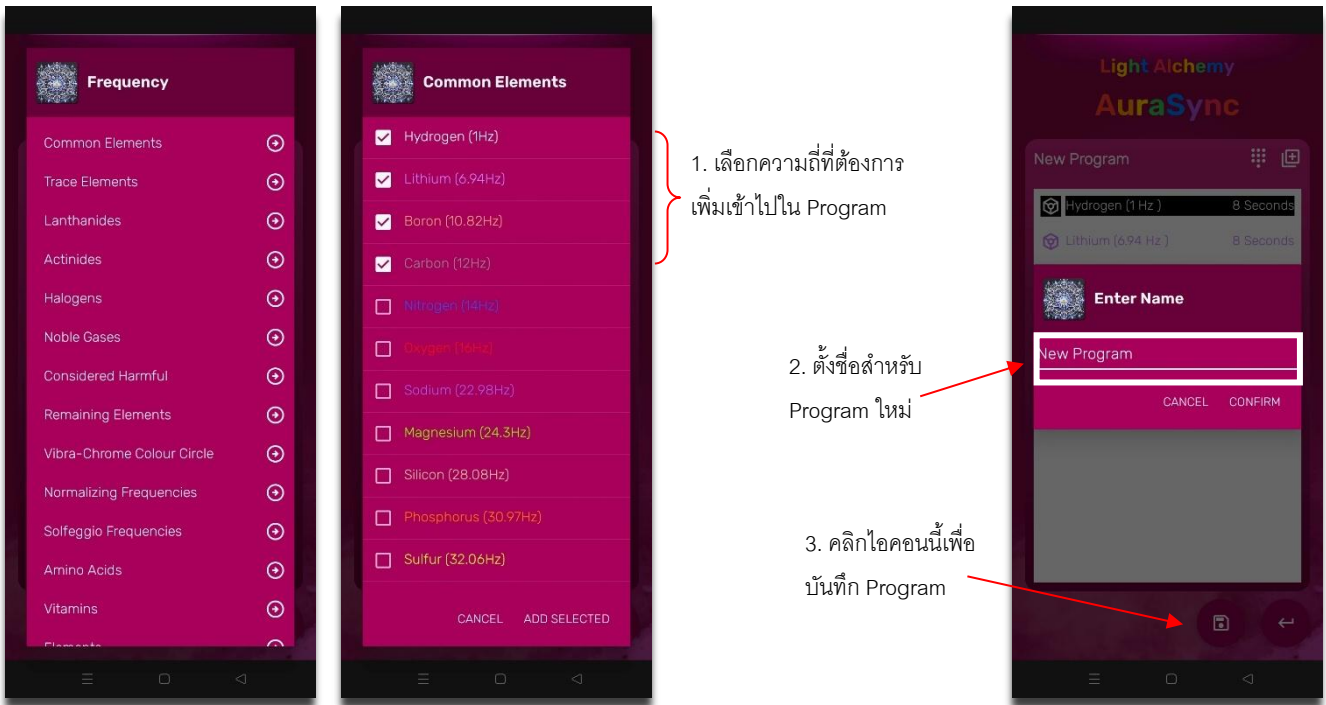 Frequency
Common Elements
Trace Elements
Lanthanides
Actinides
Halogens
Noble Gases
Considered Harmful
Remaining Elements
Vibra-Chrome Colour Circle
Normalizing Frequencies
Solfeggio Frequencies
Amino Acids
Vitamins
Elements
Common Elements
Hydrogen (1Hz)
Lithium (6.94Hz)
Boron (10.82Hz)
Carbon (12Hz)
Nitrogen (14Hz)
Oxygen (16Hz)
Sodium (22.98Hz)
Magnesium (24.3Hz)
Silicon (28.08Hz)
Phosphorus (30.97Hz)
Sulfur (32.06Hz)
CANCEL ADD SELECTED
1. เลือกความถี่ที่ต้องการ
เพิ่มเข้าไปใน Program
2. ตั้งชื่อสำหรับ
Program ใหม่
3. คลิกไอคอนนี้เพื่อ
บันทึก Program
Light Alchemy
AuraSync
New Program
Hydrogen (1 Hz ) 8 Seconds
Lithium (6.94 Hz ) 8 Seconds
Enter Name
New Program
CANCEL CONFIRM